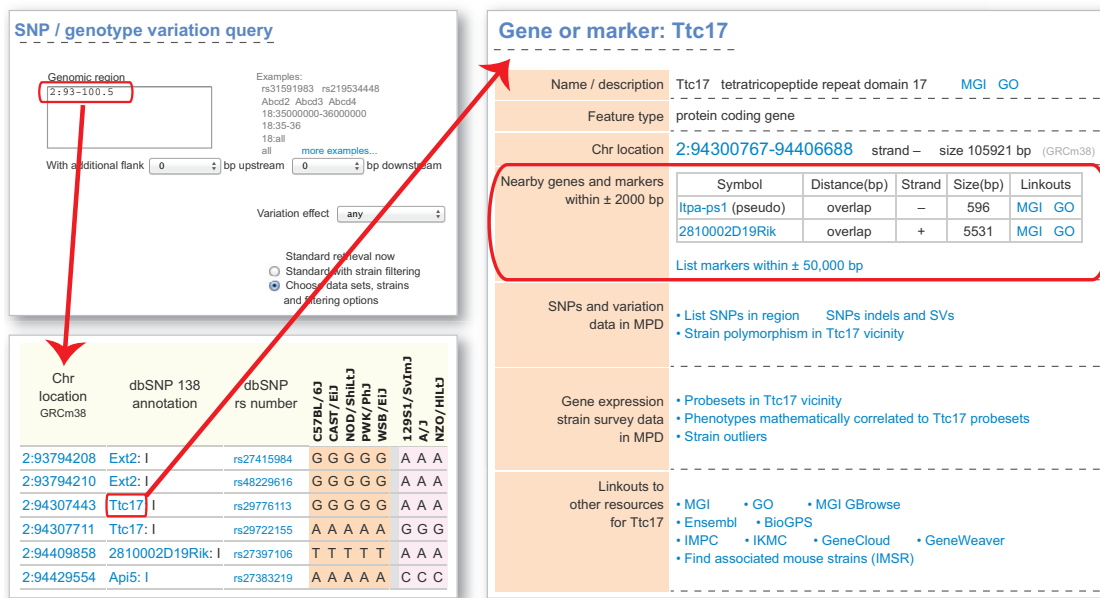 SNP / genotype variation query
Genomic region
2:93-100.5
Examples:
rs31591983 rs219534448
Abcd2 Abcd3 Abcd4
18:35000000-36000000
18:35-36
18:all
all more examples...
With additional flank 0 bp upstream 0 bp downstream
Variation effect any
Standard retrieval now
Standard with strain filtering
Choose data sets, strains
and filtering options
Chr location GRCm38 dbSNP 138 annotation dbSNP rs number C57BL/6J CAST/EiJ NOD/ShiLtJ PWK/PhJ WSB/EiJ 129S1/SvImJ A/J NZO/HILtJ
2:93794208 Ext2: I rs27415984 G G G G G A A A
2:93794210 Ext2: I rs48229616 G G G G G A A A
2:94307443 Ttc17: I rs29776113 G G G G G A A A
2:94307711 Ttc17: I rs29722155 A A A A A G G G
2:94409858 2810002D19Rik: I rs27397106 T T T T T A A A
2:94429554 Api5: I rs27383219 A A A A A C C C
Gene or marker: Ttc17
Name / description Ttc17 tetratricopeptide repeat domain 17 MGI GO
Feature type protein coding gene
Chr location 2:94300767-94406688 strand – size 105921 bp (GRCm38)
Nearby genes and markers
within ± 2000 bp
Symbol Distance(bp) Strand Size(bp) Linkouts
Itpa-ps1 (pseudo) overlap – 596 MGI GO
2810002D19Rik overlap + 5531 MGI GO
List markers within ± 50,000 bp
SNPs and variation
data in MPD
• List SNPs in region SNPs indels and SVs
• Strain polymorphism in Ttc17 vicinity
Gene expression
strain survey data
in MPD
• Probesets in Ttc17 vicinity
• Phenotypes mathematically correlated to Ttc17 probesets
• Strain outliers
Linkouts to
other resources
for Ttc17
• MGI • GO • MGI GBrowse
• Ensembl • BioGPS
• IMPC • IKMC • GeneCloud • GeneWeaver
• Find associated mouse strains (IMSR)